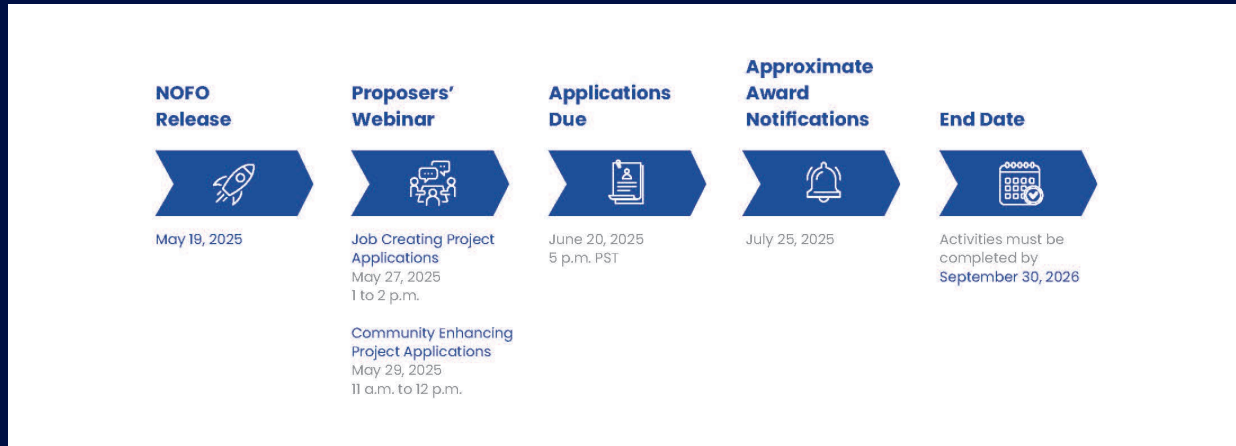 NOFO
Release
May 19, 2025
Proposers’
Webinar
Job Creating Project
Applications
May 27, 2025
1 to 2 p.m.
Community Enhancing
Project Applications
May 29, 2025
11 a.m. to 12 p.m.
Applications
Due
June 20, 2025
5 p.m. PST
Approximate
Award
Notifications
July 25, 2025
End Date
Activities must be
completed by
September 30, 2026